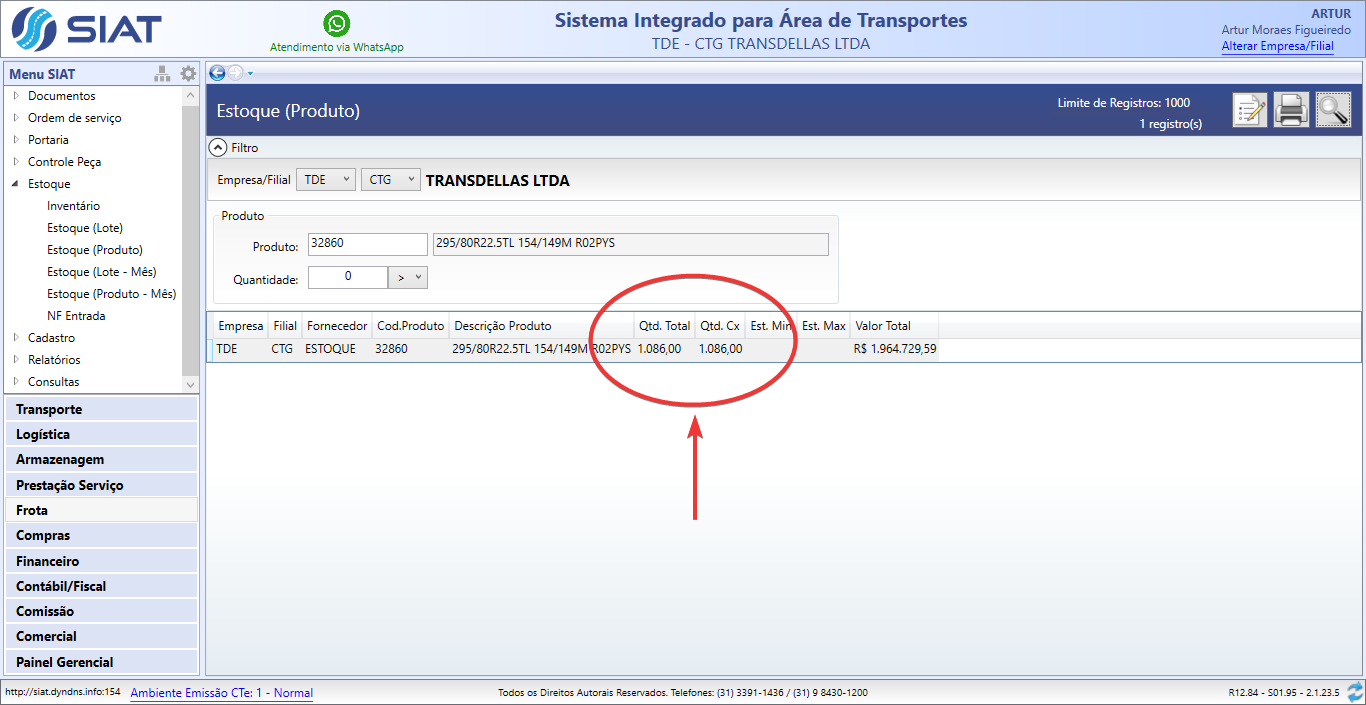 SIAT
Atendimento via WhatsApp
Sistema Integrado para Área de Transportes
TDE - CTG TRANSDELLAS LTDA
ARTUR
Artur Moraes Figueiredo
Alterar Empresa/Filial
Menu SIAT
Documentos
Ordem de serviço
Portaria
Controle Peça
Estoque
Inventário
Estoque (Lote)
Estoque (Produto)
Estoque (Lote - Mês)
Estoque (Produto - Mês)
NF Entrada
Cadastro
Relatórios
Consultas
Transporte
Logística
Armazenagem
Prestação Serviço
Frota
Compras
Financeiro
Contábil/Fiscal
Comissão
Comercial
Painel Gerencial
Estoque (Produto)
Limite de Registros: 1000
1 registro(s)
Filtro
Empresa/Filial TDE CTG TRANSDELLAS LTDA
Produto
Produto: 32860 295/80R22.5TL 154/149M R02PYS
Quantidade: 0 >
Empresa Filial Fornecedor Cod.Produto Descrição Produto Qtd. Total Qtd. Cx Est. Min Est. Max Valor Total
TDE CTG ESTOQUE 32860 295/80R22.5TL 154/149M R02PYS 1.086,00 1.086,00 R$ 1.964.729,59
http://siat.dyndns.info:154 Ambiente Emissão CTe: 1 - Normal Todos os Direitos Autorais Reservados. Telefones: (31) 3391-1436 / (31) 9 8430-1200 R12.84 - S01.95 - 2.1.23.5